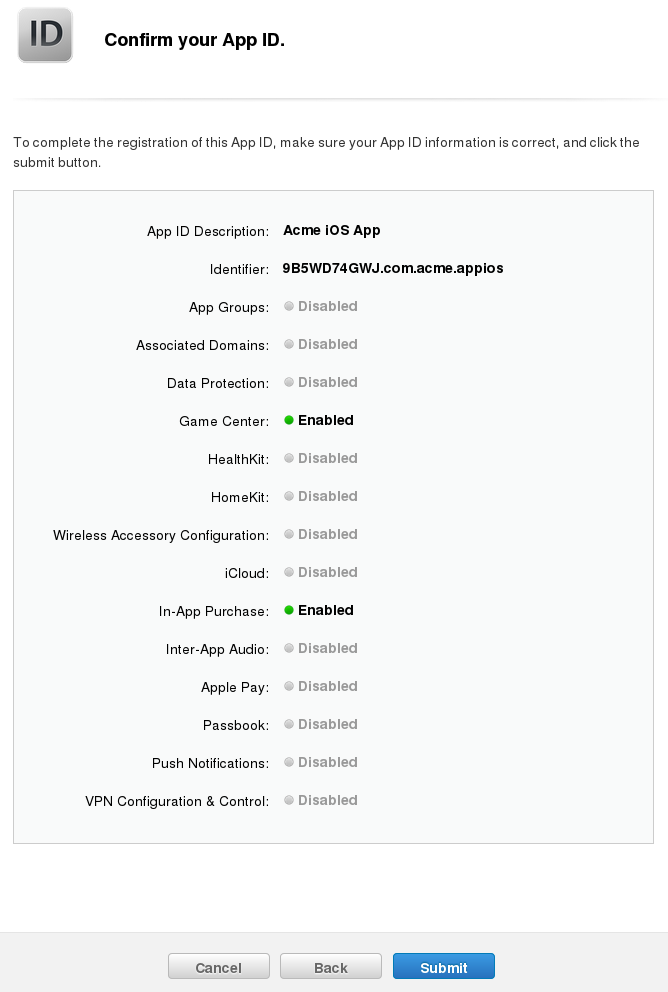 ID
Confirm your App ID.
To complete the registration of this App ID, make sure your App ID information is correct, and click the
submit button.
App ID Description: Acme iOS App
Identifier: 9B5WD74GWJ.com.acme.appios
App Groups: Disabled
Associated Domains: Disabled
Data Protection: Disabled
Game Center: Enabled
HealthKit: Disabled
HomeKit: Disabled
Wireless Accessory Configuration: Disabled
iCloud: Disabled
In-App Purchase: Enabled
Inter-App Audio: Disabled
Apple Pay: Disabled
Passbook: Disabled
Push Notifications: Disabled
VPN Configuration & Control: Disabled
Cancel Back Submit